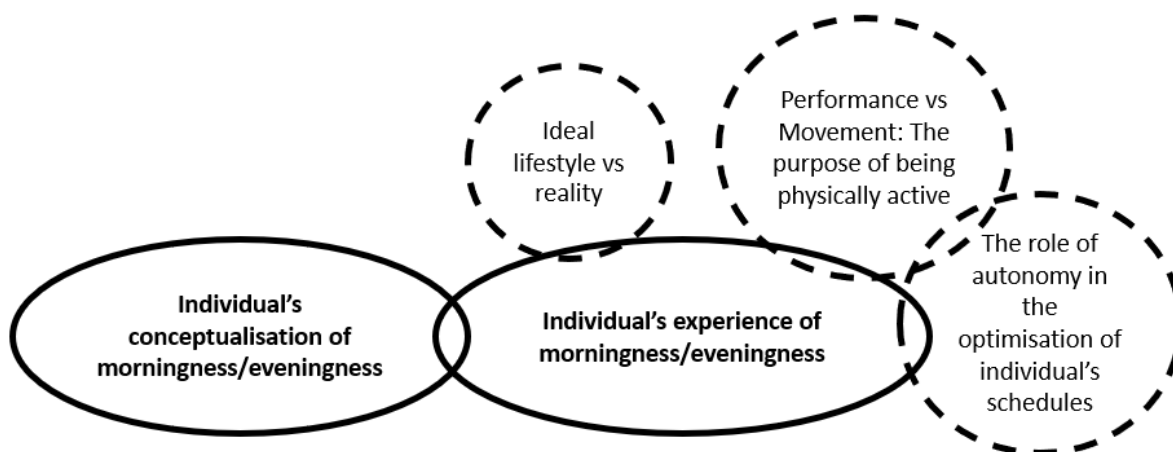 Individual's
conceptualisation of
morningness/eveningness
Individual's experience of
morningness/eveningness
Ideal
lifestyle vs
reality
Performance vs
Movement: The
purpose of being
physically active
The role of
autonomy in
the
optimisation of
individual's
schedules